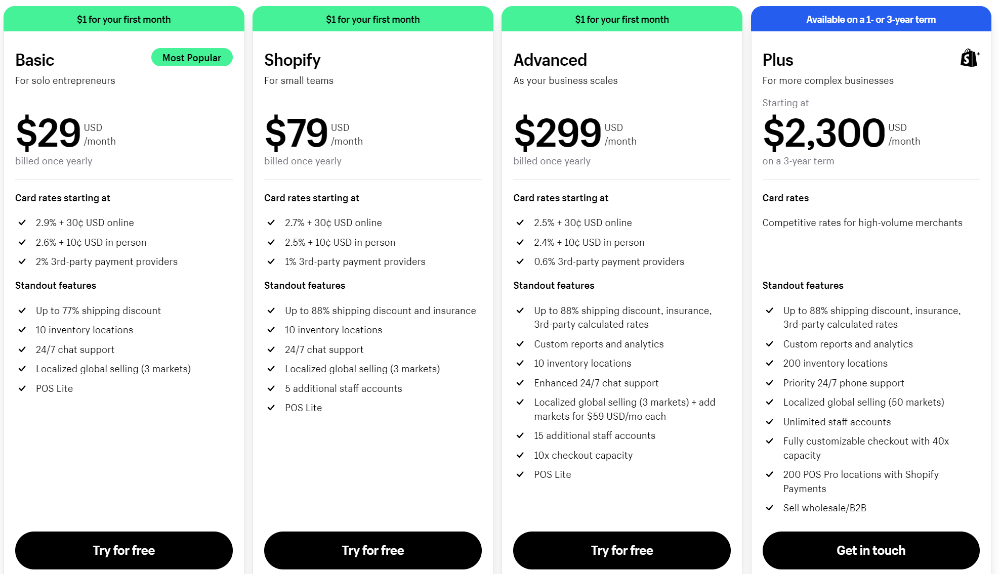 $1 for your first month
Basic
Most Popular
For solo entrepreneurs
$29 USD
/month
billed once yearly
Card rates starting at
2.9% + 30¢ USD online
2.6% + 10¢ USD in person
2% 3rd-party payment providers
Standout features
Up to 77% shipping discount
10 inventory locations
24/7 chat support
Localized global selling (3 markets)
POS Lite
Try for free
$1 for your first month
Shopify
For small teams
$79 USD
/month
billed once yearly
Card rates starting at
2.7% + 30¢ USD online
2.5% + 10¢ USD in person
1% 3rd-party payment providers
Standout features
Up to 88% shipping discount and insurance
10 inventory locations
24/7 chat support
Localized global selling (3 markets)
5 additional staff accounts
POS Lite
Try for free
$1 for your first month
Advanced
As your business scales
$299 USD
/month
billed once yearly
Card rates starting at
2.5% + 30¢ USD online
2.4% + 10¢ USD in person
0.6% 3rd-party payment providers
Standout features
Up to 88% shipping discount, insurance,
3rd-party calculated rates
Custom reports and analytics
10 inventory locations
Enhanced 24/7 chat support
Localized global selling (3 markets) + add
markets for $59 USD/mo each
15 additional staff accounts
10x checkout capacity
POS Lite
Try for free
Available on a 1- or 3-year term
Plus
S+
For more complex businesses
Starting at
$2,300 USD
/month
on a 3-year term
Card rates
Competitive rates for high-volume merchants
Standout features
Up to 88% shipping discount, insurance,
3rd-party calculated rates
Custom reports and analytics
200 inventory locations
Priority 24/7 phone support
Localized global selling (50 markets)
Unlimited staff accounts
Fully customizable checkout with 40x
capacity
200 POS Pro locations with Shopify
Payments
Sell wholesale/B2B
Get in touch